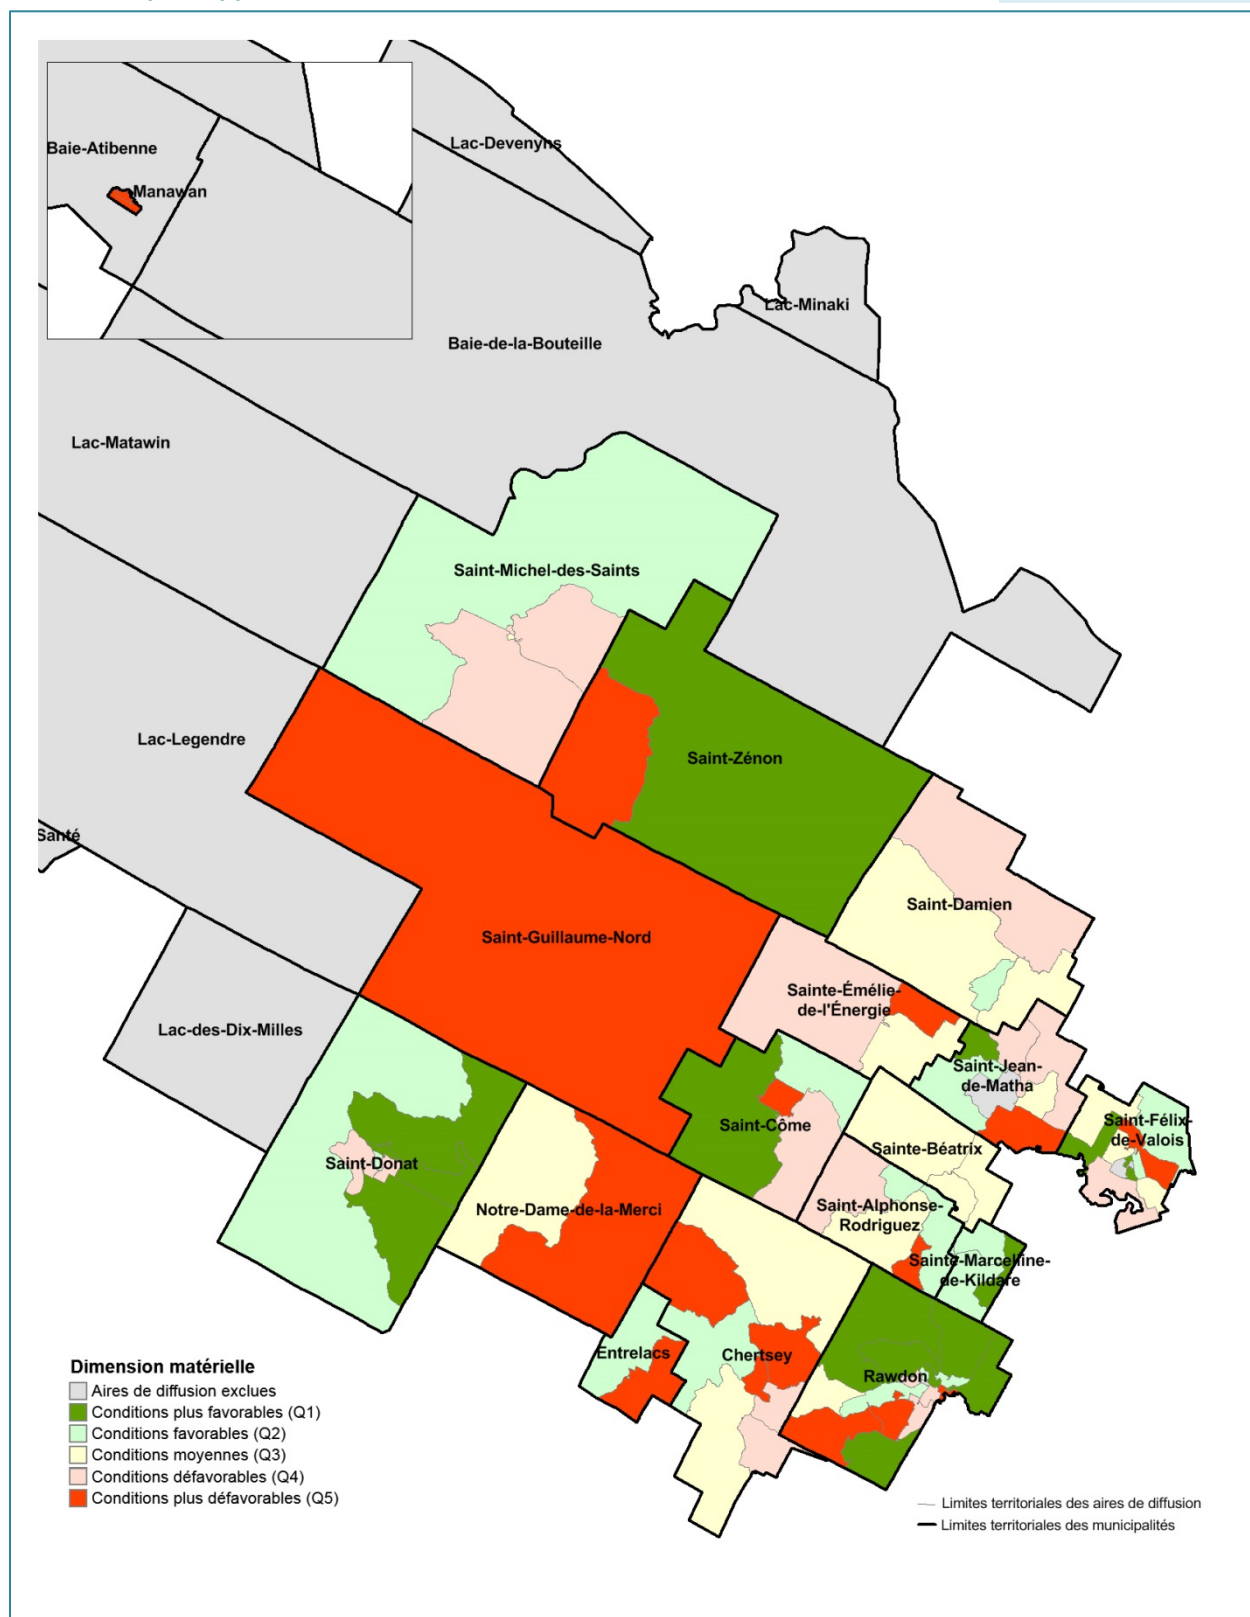 Baie-Atibenne
Manawan
Lac-Devenyns
Lac-Minaki
Baie-de-la-Bouteille
Lac-Matawin
Saint-Michel-des-Saints
Lac-Legendre
Saint-Zénon
Santé
Saint-Damien
Saint-Guillaume-Nord
Sainte-Émélie-
de-l'Énergie
Lac-des-Dix-Milles
Saint-Jean-
de-Matha
Saint-Côme
Saint-Félix-
de-Valois
Sainte-Béatrix
Saint-Donat
Notre-Dame-de-la-Merci
Saint-Alphonse-
Rodriguez
Sainte-Marcelline-
de-Kildare
Entrelacs
Chertsey
Rawdon
Dimension matérielle
Aires de diffusion exclues
Conditions plus favorables (Q1)
Conditions favorables (Q2)
Conditions moyennes (Q3)
Conditions défavorables (Q4)
Conditions plus défavorables (Q5)
Limites territoriales des aires de diffusion
Limites territoriales des municipalités